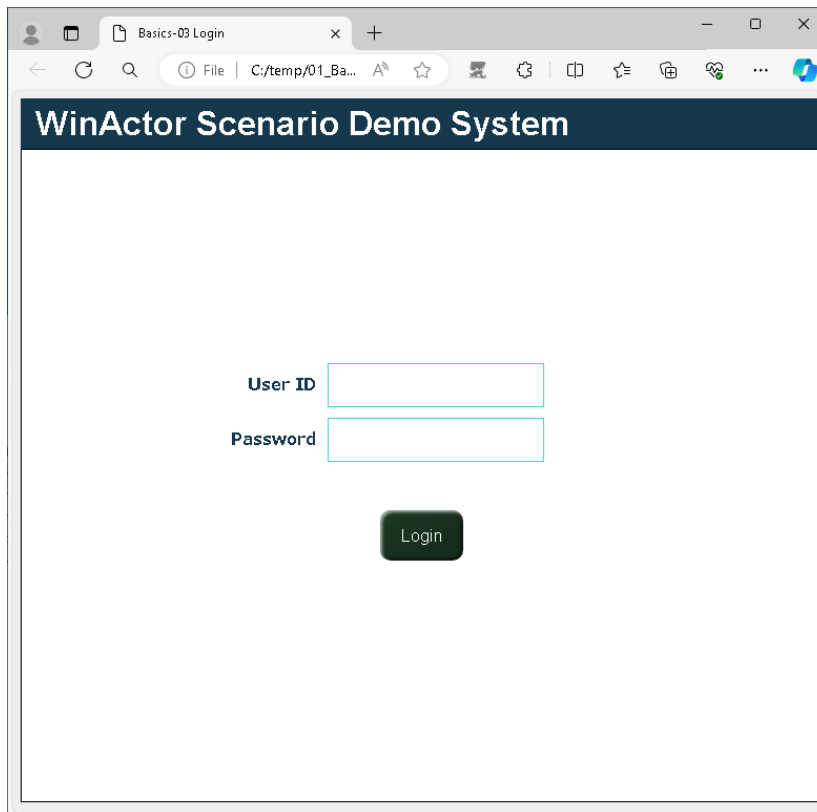 Basics-03 Login
File | C:/temp/01_Ba...
WinActor Scenario Demo System
User ID
Password
Login